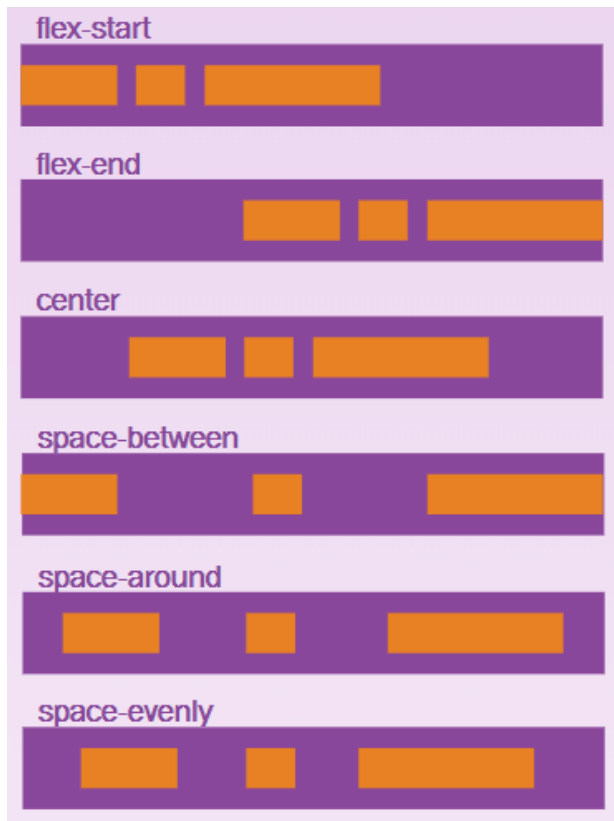 flex-start
flex-end
center
space-between
space-around
space-evenly